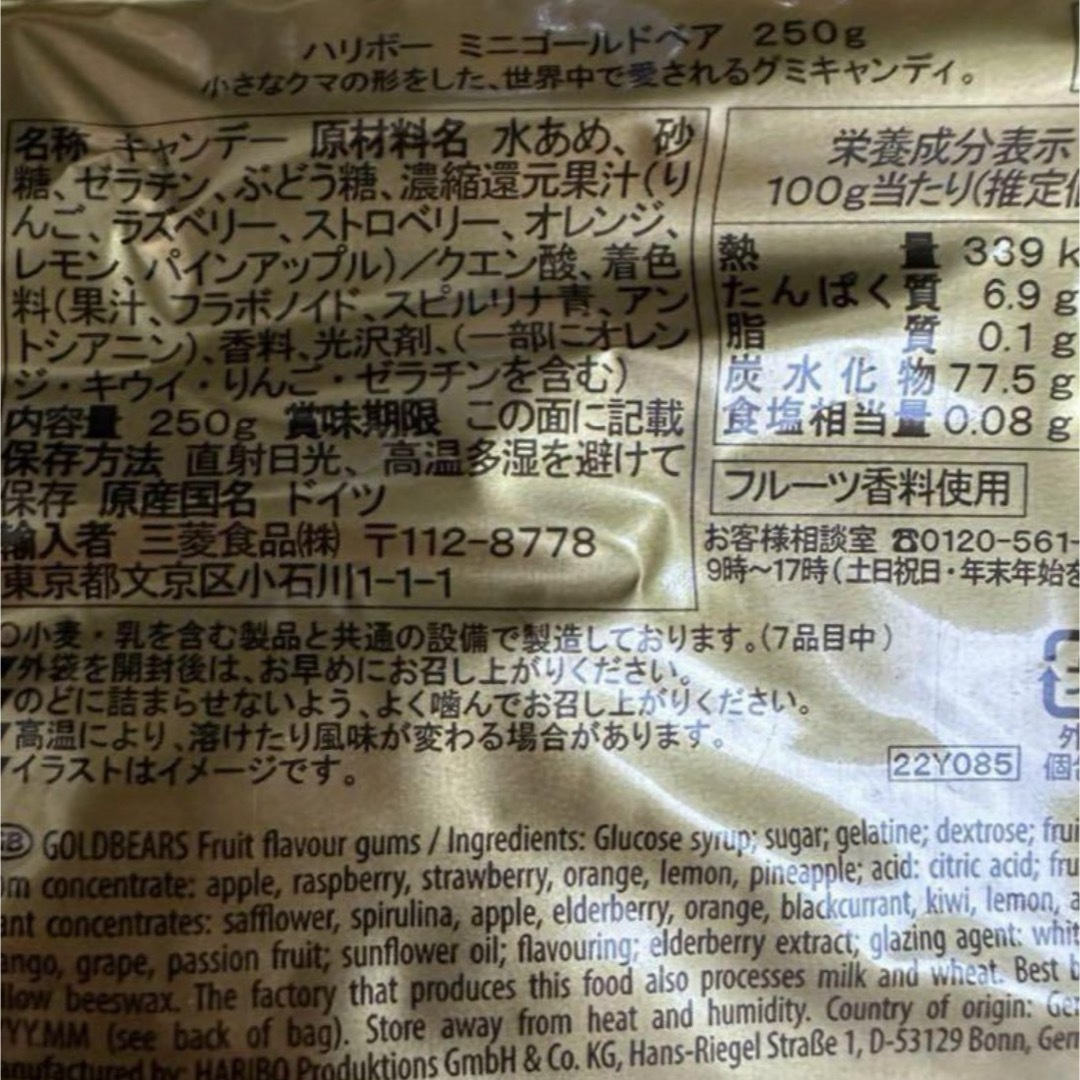 ハリボー ミニゴールドベア 250g
小さなクマの形をした、世界中で愛されるグミキャンディ。
名称 キャンデー 原材料名 水あめ、砂
糖、ゼラチン、ぶどう糖、濃縮還元果汁(り
んご、ラズベリー、ストロベリー、オレンジ、
レモン、パインアップル)/クエン酸、着色
料(果汁、フラボノイド、スピルリナ青、アン
トシアニン)、香料、光沢剤、(一部にオレン
ジ・キウイ・りんご・ゼラチンを含む)
内容量 250g 賞味期限 この面に記載
保存方法 直射日光、高温多湿を避けて
保存 原産国名 ドイツ
輸入者 三菱食品㈱ 〒112-8778
東京都文京区小石川1-1-1
栄養成分表示
100g当たり(推定
熱量 339 k
たんぱく質 6.9 g
脂質 0.1 g
炭水化物 77.5 g
食塩相当量 0.08 g
フルーツ香料使用
お客様相談室 ☎0120-561-
9時〜17時(土日祝日・年末年始を
○小麦・乳を含む製品と共通の設備で製造しております。(7品目中)
▼外袋を開封後は、お早めにお召し上がりください。
▼のどに詰まらせないよう、よく噛んでお召し上がりください。
▼高温により、溶けたり風味が変わる場合があります。
▼イラストはイメージです。
22Y085
外
個
GB GOLDBEARS Fruit flavour gums / Ingredients: Glucose syrup; sugar; gelatine; dextrose; frui
om concentrate: apple, raspberry, strawberry, orange, lemon, pineapple; acid: citric acid; fru
ant concentrates: safflower, spirulina, apple, elderberry, orange, blackcurrant, kiwi, lemon, a
ango, grape, passion fruit; sunflower oil; flavouring; elderberry extract; glazing agent: whit
llow beeswax. The factory that produces this food also processes milk and wheat. Best b
YY.MM (see back of bag). Store away from heat and humidity. Country of origin: Ger
anufactured by: HARIBO Produktions GmbH & Co. KG, Hans-Riegel Straße 1, D-53129 Bonn, Germ